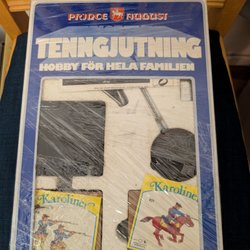 PRINCE AUGUST
TENNGJUTNING
HOBBY FÖR HELA FAMILJEN
Karoliner
Karoliner